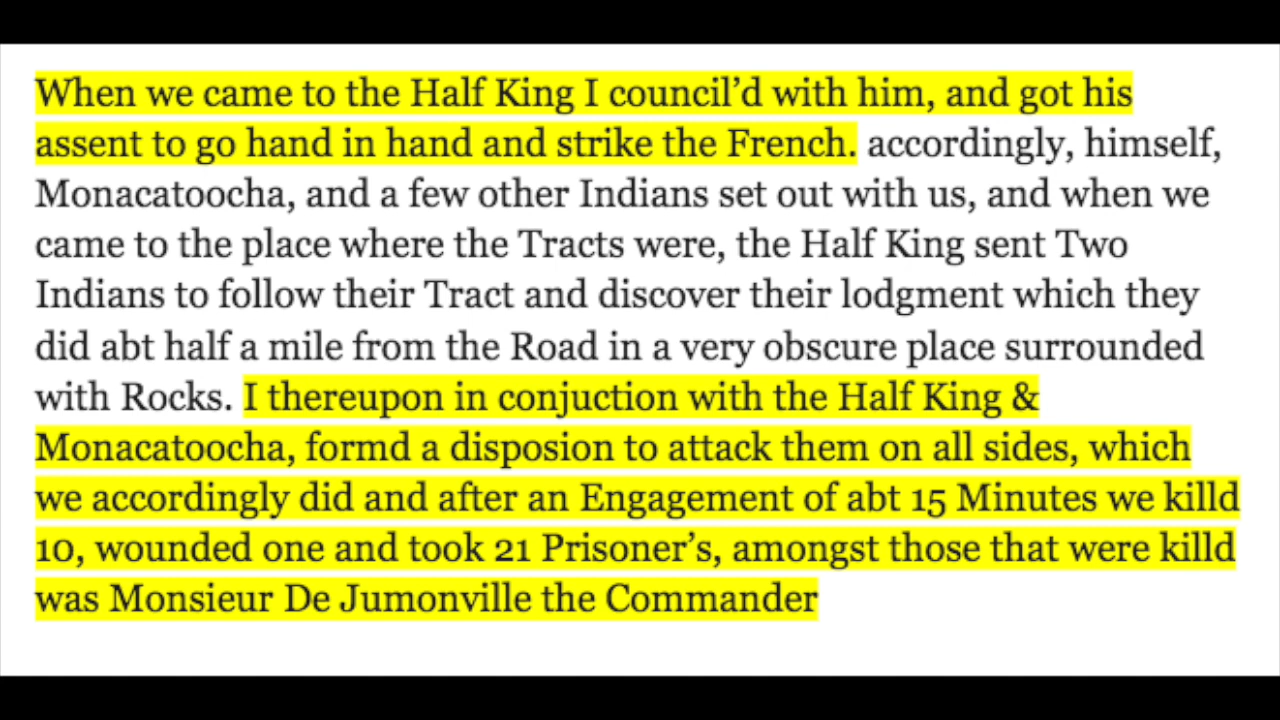 When we came to the Half King I council’d with him, and got his
assent to go hand in hand and strike the French. accordingly, himself,
Monacatoocha, and a few other Indians set out with us, and when we
came to the place where the Tracts were, the Half King sent Two
Indians to follow their Tract and discover their lodgment which they
did abt half a mile from the Road in a very obscure place surrounded
with Rocks. I thereupon in conjuction with the Half King &
Monacatoocha, formd a disposion to attack them on all sides, which
we accordingly did and after an Engagement of abt 15 Minutes we killd
10, wounded one and took 21 Prisoner’s, amongst those that were killd
was Monsieur De Jumonville the Commander